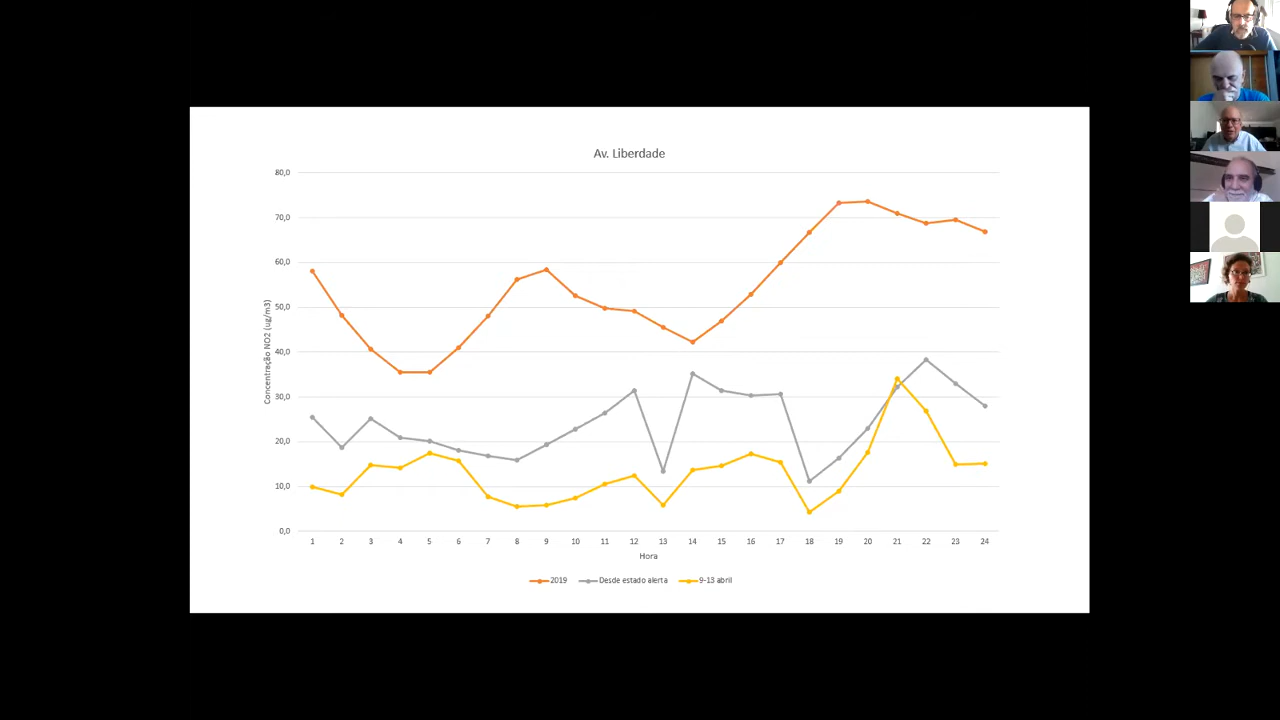 Av. Liberdade
80,0
70,0
60,0
50,0
40,0
30,0
20,0
10,0
0,0
Concentração NO2 (ug/m3)
1 2 3 4 5 6 7 8 9 10 11 12 13 14 15 16 17 18 19 20 21 22 23 24
Hora
2019 Desde estado alerta 9-13 abril